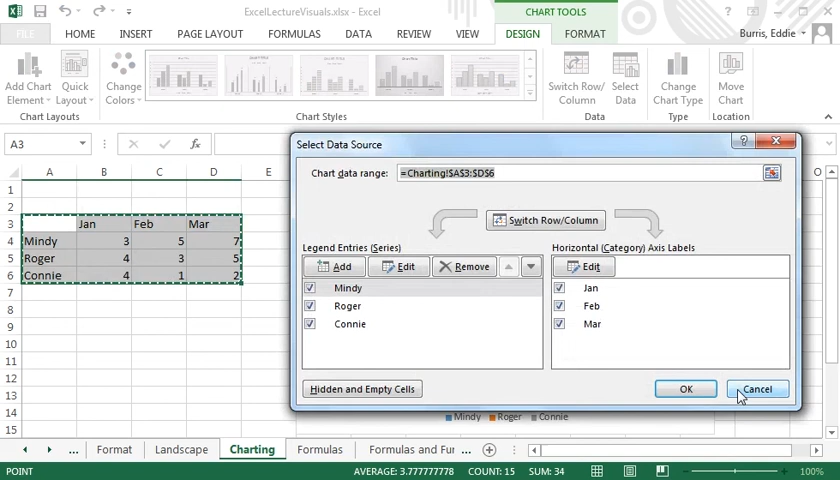 ExcelLectureVisuals.xlsx - Excel
CHART TOOLS
FILE HOME INSERT PAGE LAYOUT FORMULAS DATA REVIEW VIEW DESIGN FORMAT
Burris, Eddie
Add Chart Element
Quick Layout
Change Colors
Switch Row/ Column
Select Data
Change Chart Type
Move Chart
Chart Layouts Chart Styles Data Type Location
A3 fx
A B C D E O
1
2
3 Jan Feb Mar
4 Mindy 3 5 7
5 Roger 4 3 5
6 Connie 4 1 2
7
8
9
10
11
12
13
14
15
Select Data Source
Chart data range: =Charting!$A$3:$D$6
Switch Row/Column
Legend Entries (Series) Horizontal (Category) Axis Labels
Add Edit Remove Edit
Mindy Jan
Roger Feb
Connie Mar
Hidden and Empty Cells OK Cancel
Mindy Roger Connie
... Format Landscape Charting Formulas Formulas and Fur ...
POINT AVERAGE: 3.777777778 COUNT: 15 SUM: 34 100%